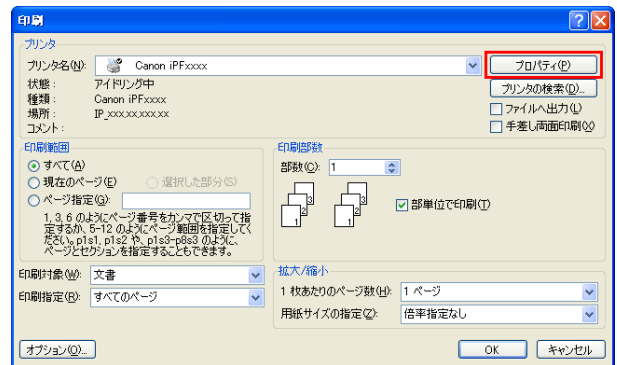 印刷
プリンタ
プリンタ名(N): Canon iPFxxxx プロパティ(P)
状態: アイドリング中 プリンタの検索(D)...
種類: Canon iPFxxxx
場所: IP_xxx,xx,xxx,xx ファイルへ出力(L)
コメント: 手差し両面印刷(X)
印刷範囲
すべて(A)
現在のページ(E) 選択した部分(S)
ページ指定(G):
1, 3, 6 のようにページ番号をカンマで区切って指
定するか、5-12 のようにページ範囲を指定してく
ださい。p1s1, p1s2 や、p1s3-p8s3 のように、
ページとセクションを指定することもできます。
印刷部数
部数(C): 1
1 2 3 1 2 3 部単位で印刷(T)
印刷対象(W): 文書
印刷指定(R): すべてのページ
拡大/縮小
1 枚あたりのページ数(H): 1 ページ
用紙サイズの指定(Z): 倍率指定なし
オプション(O)... OK キャンセル